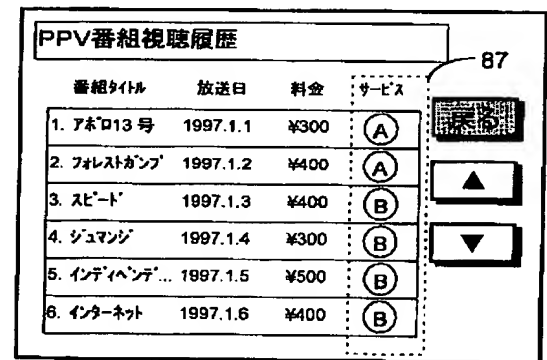 PPV番組視聴履歴
87
番組タイトル 放送日 料金 サービス
戻る
1. アポロ13 号 1997.1.1 ¥300 A
2. フォレストガンプ 1997.1.2 ¥400 A
3. スピード 1997.1.3 ¥400 B
4. ジュマンジ 1997.1.4 ¥300 B
5. インディペンデ... 1997.1.5 ¥500 B
6. インターネット 1997.1.6 ¥400 B
▲
▼